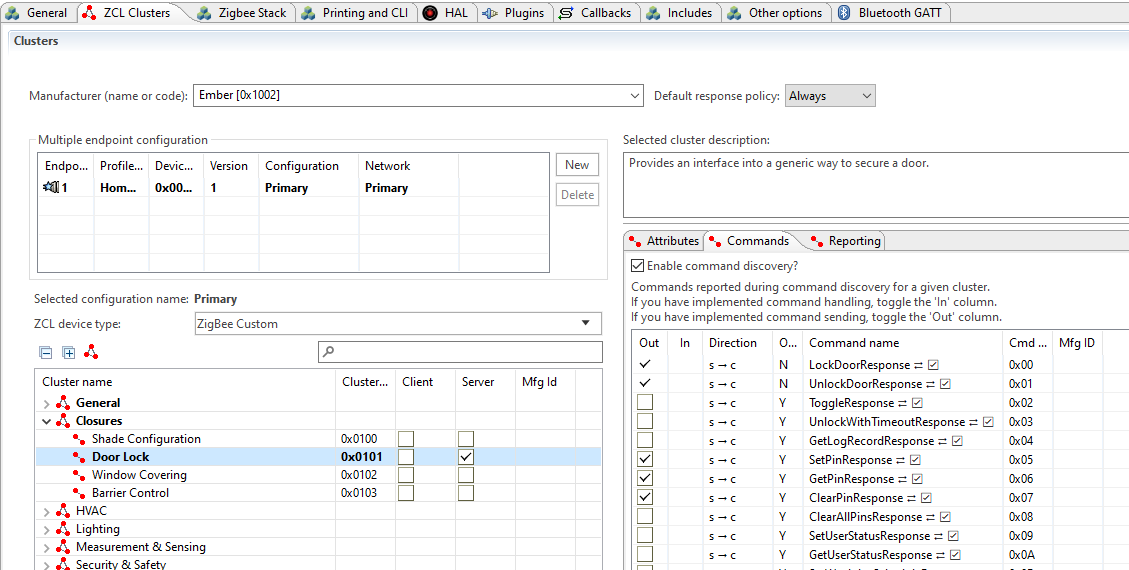 General ZCL Clusters Zigbee Stack Printing and CLI HAL Plugins Callbacks Includes Other options Bluetooth GATT
Clusters
Manufacturer (name or code): Ember [0x1002] Default response policy: Always
Multiple endpoint configuration
Endpo... Profile... Devic... Version Configuration Network
1 Hom... 0x00... 1 Primary Primary
New
Delete
Selected configuration name: Primary
ZCL device type: ZigBee Custom
Cluster name Cluster... Client Server Mfg Id
General
Closures
Shade Configuration 0x0100
Door Lock 0x0101
Window Covering 0x0102
Barrier Control 0x0103
HVAC
Lighting
Measurement & Sensing
Security & Safety
Selected cluster description:
Provides an interface into a generic way to secure a door.
Attributes Commands Reporting
Enable command discovery?
Commands reported during command discovery for a given cluster.
If you have implemented command handling, toggle the 'In' column.
If you have implemented command sending, toggle the 'Out' column.
Out In Direction O... Command name Cmd ... Mfg ID
s → c N LockDoorResponse ⇄ 0x00
s → c N UnlockDoorResponse ⇄ 0x01
s → c Y ToggleResponse ⇄ 0x02
s → c Y UnlockWithTimeoutResponse ⇄ 0x03
s → c Y GetLogRecordResponse ⇄ 0x04
s → c Y SetPinResponse ⇄ 0x05
s → c Y GetPinResponse ⇄ 0x06
s → c Y ClearPinResponse ⇄ 0x07
s → c Y ClearAllPinsResponse ⇄ 0x08
s → c Y SetUserStatusResponse ⇄ 0x09
s → c Y GetUserStatusResponse ⇄ 0x0A